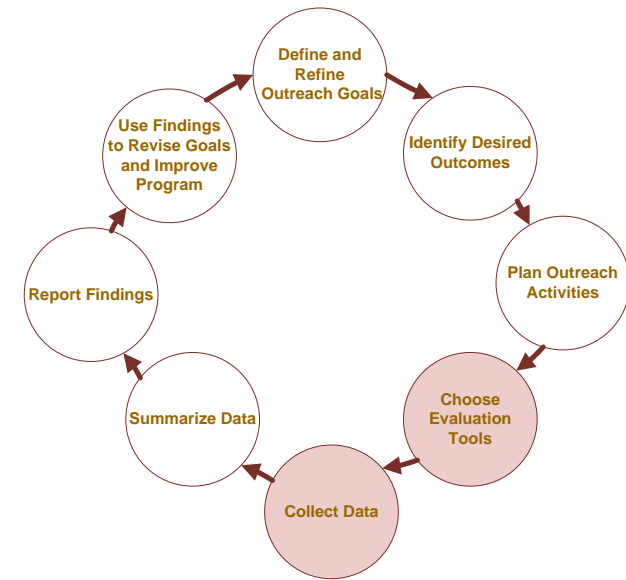 Define and
Refine
Outreach Goals
Identify Desired
Outcomes
Plan Outreach
Activities
Choose
Evaluation
Tools
Collect Data
Summarize Data
Report Findings
Use Findings
to Revise Goals
and Improve
Program